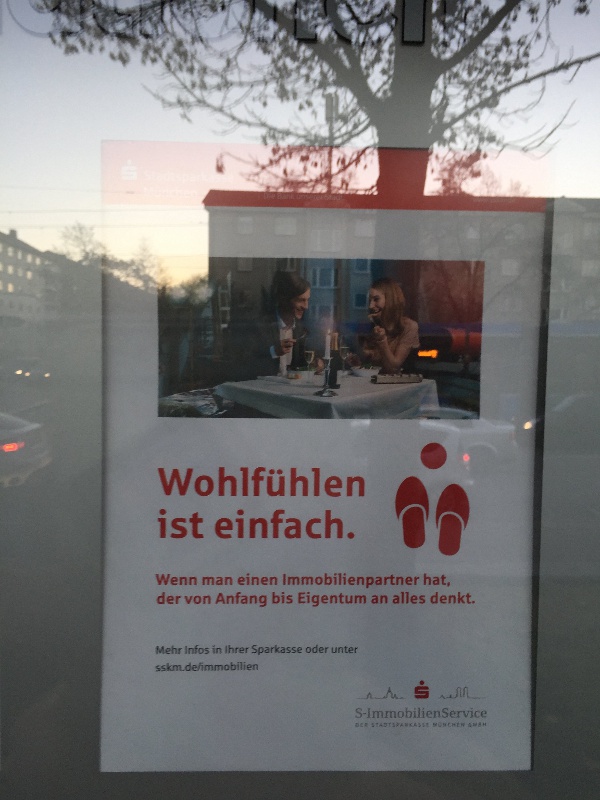 Wohlfühlen
ist einfach.
Wenn man einen Immobilienpartner hat,
der von Anfang bis Eigentum an alles denkt.
Mehr Infos in Ihrer Sparkasse oder unter
sskm.de/immobilien
S-ImmobilienService
DER STADTSPARKASSE MÜNCHEN GMBH